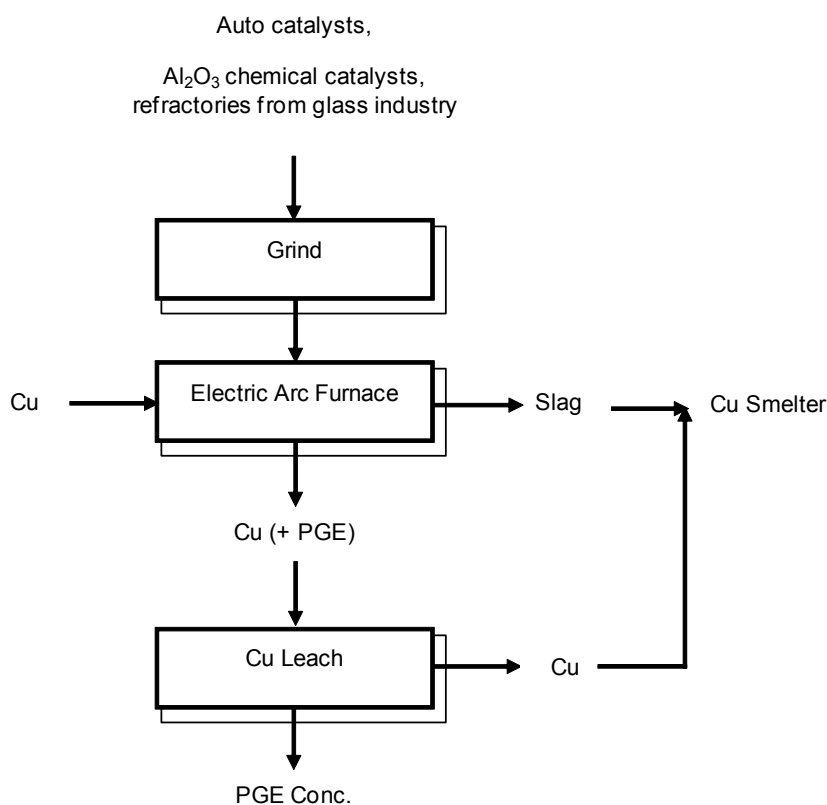 Auto catalysts,
Al₂O₃ chemical catalysts,
refractories from glass industry
Grind
Cu
Electric Arc Furnace
Slag
Cu Smelter
Cu (+ PGE)
Cu Leach
Cu
PGE Conc.